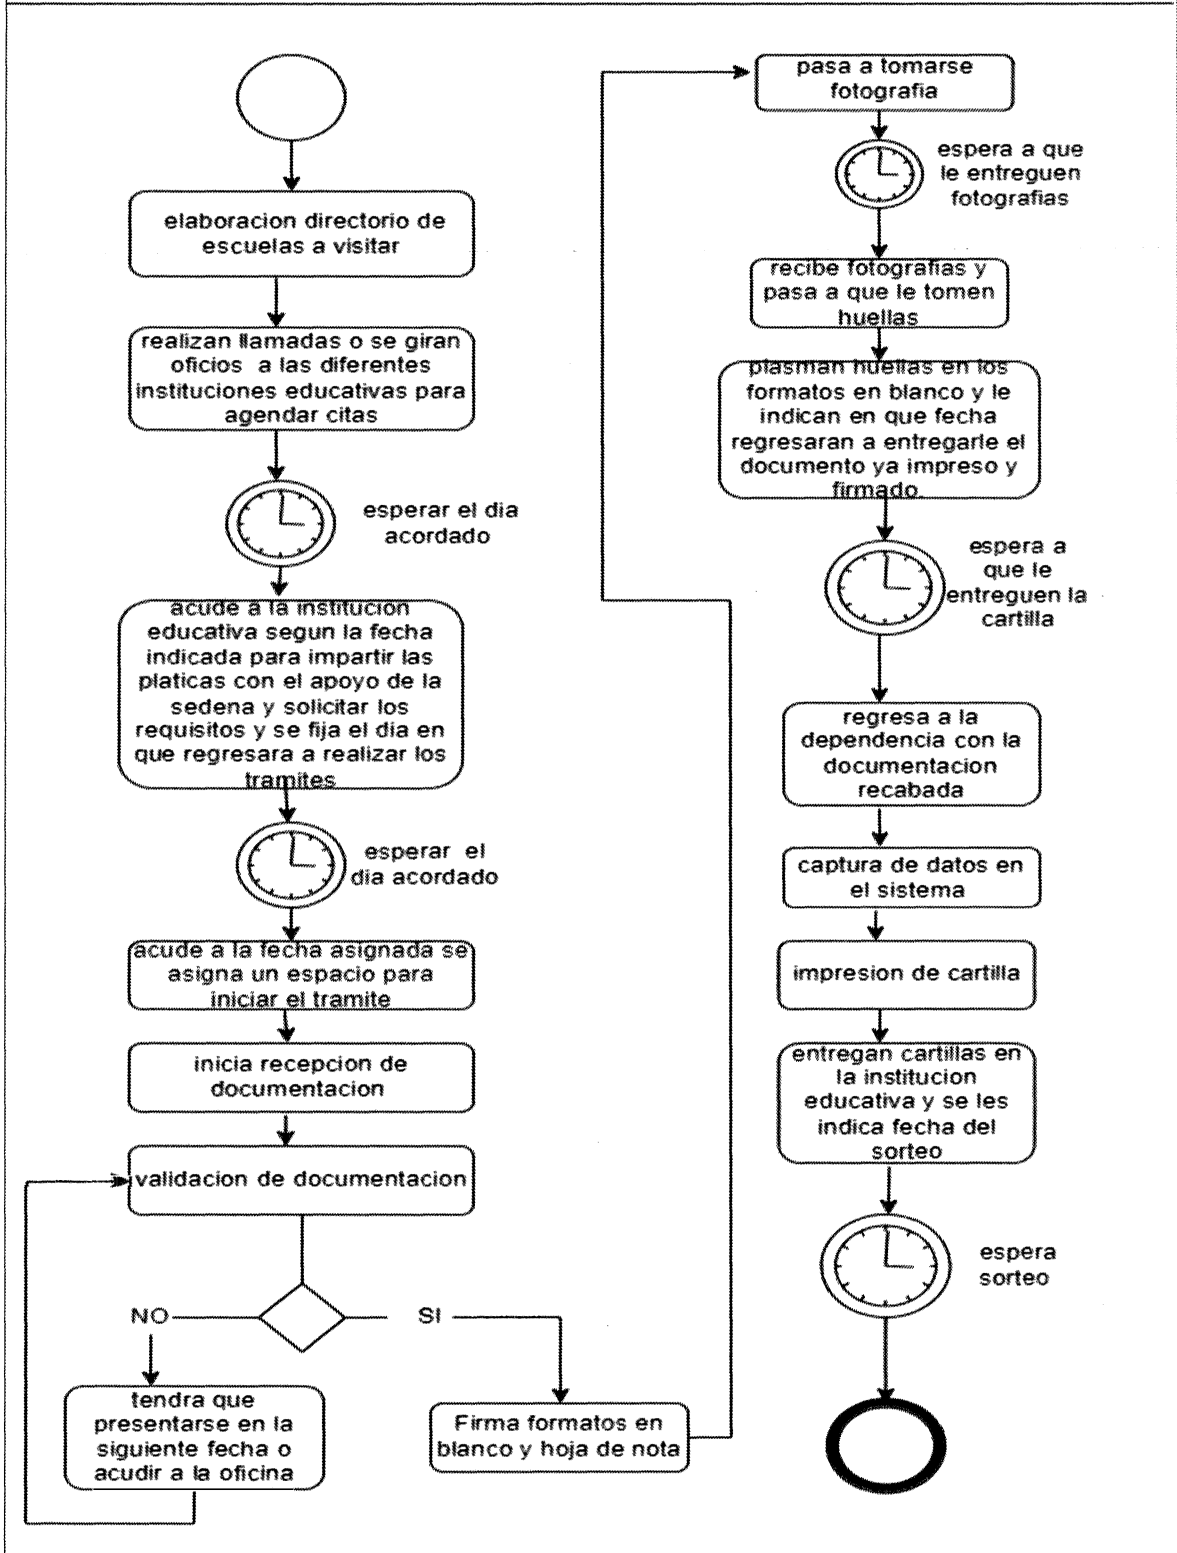 elaboracion directorio de
escuelas a visitar
realizan llamadas o se giran
oficios a las diferentes
instituciones educativas para
agendar citas
esperar el dia
acordado
acude a la institucion
educativa segun la fecha
indicada para impartir las
platicas con el apoyo de la
sedena y solicitar los
requisitos y se fija el dia en
que regresara a realizar los
tramites
esperar el
dia acordado
acude a la fecha asignada se
asigna un espacio para
iniciar el tramite
inicia recepcion de
documentacion
validacion de documentacion
NO
SI
tendra que
presentarse en la
siguiente fecha o
acudir a la oficina
Firma formatos en
blanco y hoja de nota
pasa a tomarse
fotografia
espera a que
le entreguen
fotografias
recibe fotografias y
pasa a que le tomen
huellas
plasman huellas en los
formatos en blanco y le
indican en que fecha
regresaran a entregarle el
documento ya impreso y
firmado.
espera a
que le
entreguen la
cartilla
regresa a la
dependencia con la
documentacion
recabada
captura de datos en
el sistema
impresion de cartilla
entregan cartillas en
la institucion
educativa y se les
indica fecha del
sorteo
espera
sorteo